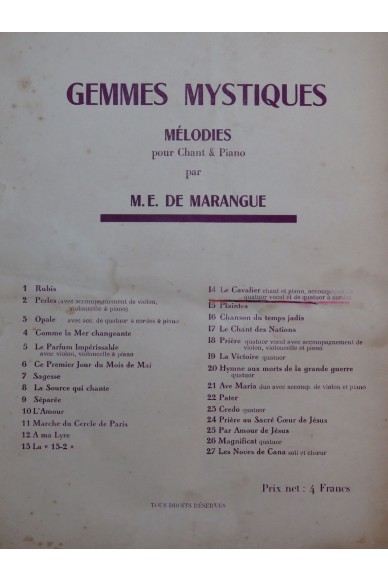 GEMMES MYSTIQUES
MÉLODIES
pour Chant & Piano
par
M. E. DE MARANGUE
1 Rubis
2 Perles (avec accompagnement de violon,
violoncelle & piano)
3 Opale avec acc. de quatuor à cordes & piano
4 Comme la Mer changeante
5 Le Parfum Impérissable
avec violon, violoncelle & piano
6 Ce Premier Jour du Mois de Mai
7 Sagesse
8 La Source qui chante
9 Séparée
10 L'Amour
11 Marche du Cercle de Paris
12 A ma Lyre
13 La « 15-2 »
14 Le Cavalier chant et piano,
quatuor vocal et de quatuor à cordes
15 Plaintes
16 Chanson du temps jadis
17 Le Chant des Nations
18 Prière quatuor vocal avec accompagnement de
violon, violoncelle et piano
19 La Victoire quatuor
20 Hymne aux morts de la grande guerre
quatuor
21 Ave Maria duo avec accomp. de violon et piano
22 Pater
23 Credo quatuor
24 Prière au Sacré Cœur de Jésus
25 Par Amour de Jésus
26 Magnificat quatuor
27 Les Noces de Cana soli et chœur
Prix net : 4 Francs
TOUS DROITS RÉSERVÉS